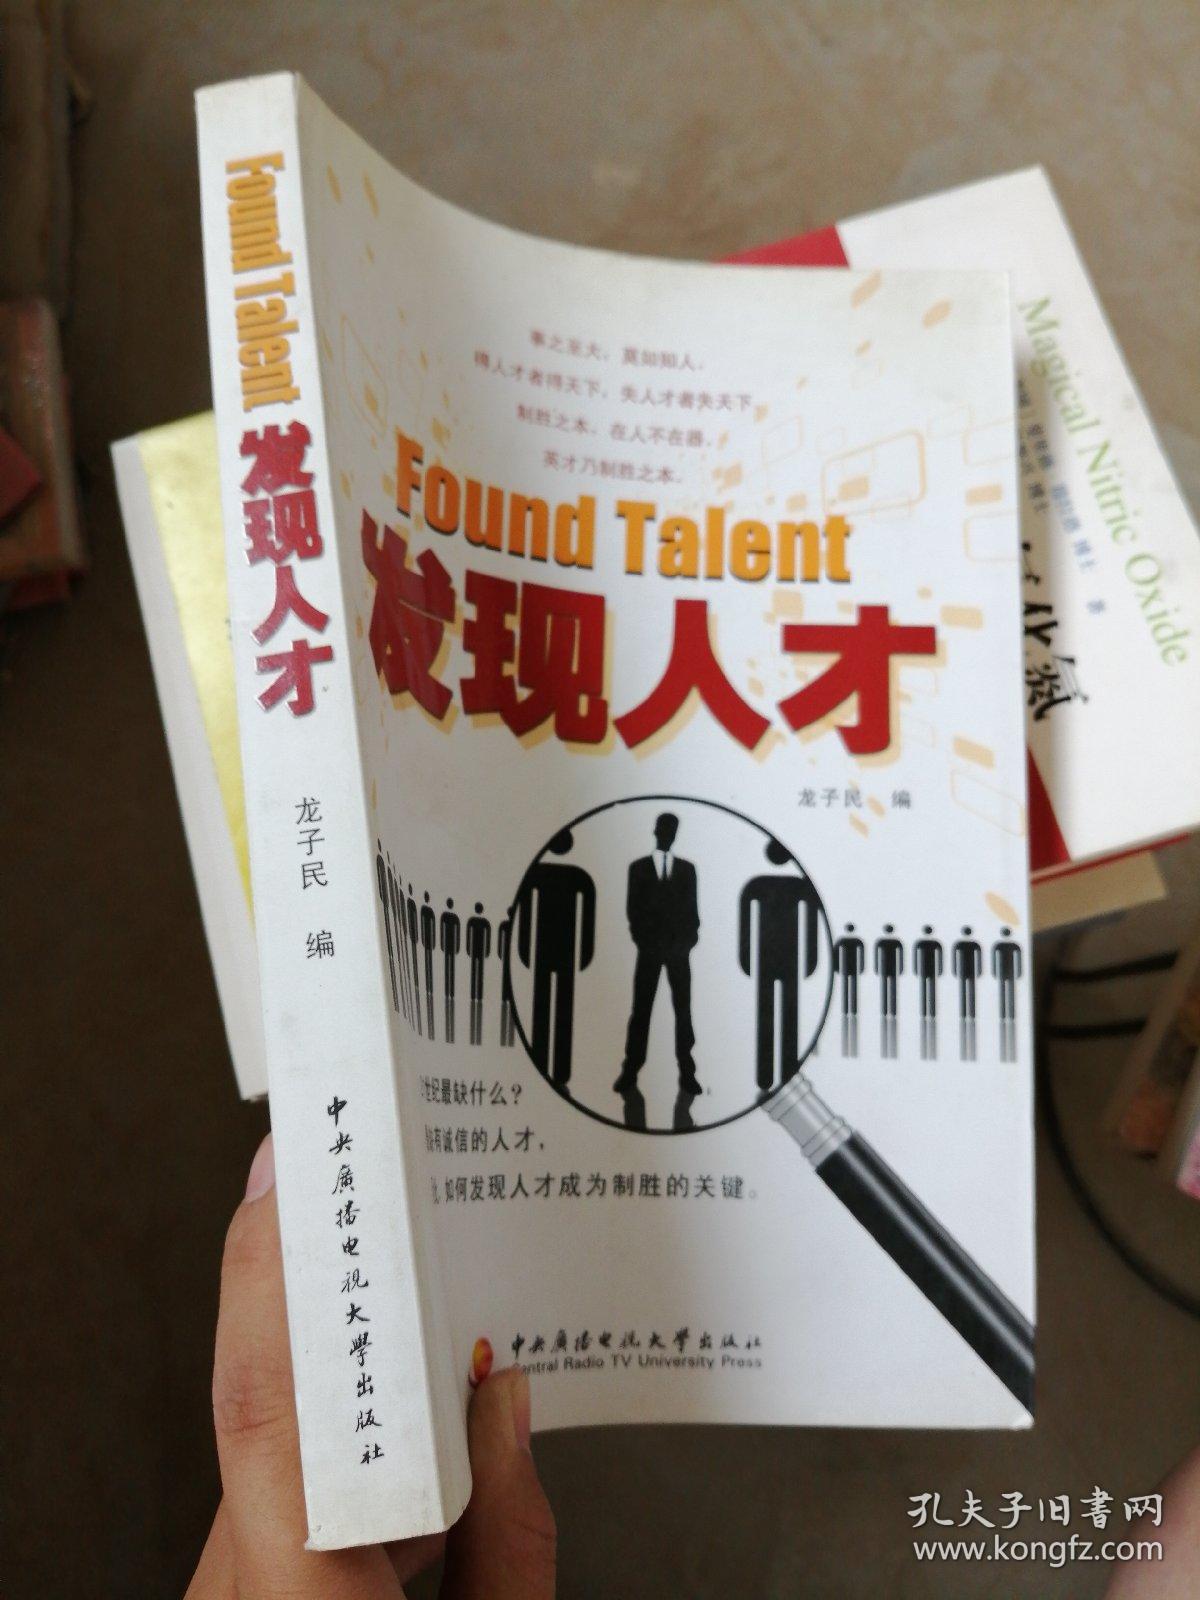 Found Talent 发现人才
龙子民 编
中央廣播电視大學出版社
事之至大，莫如知人。
得人才者得天下，失人才者失天下。
制胜之本，在人不在器。
英才乃制胜之本。
Found Talent
发现人才
龙子民 编
世纪最缺什么？
有诚信的人才，
如何发现人才成为制胜的关键。
中央廣播电视大學出版社
Central Radio TV University Press
Magical Nitric Oxide
博士 著
氮
孔夫子旧书网
www.kongfz.com